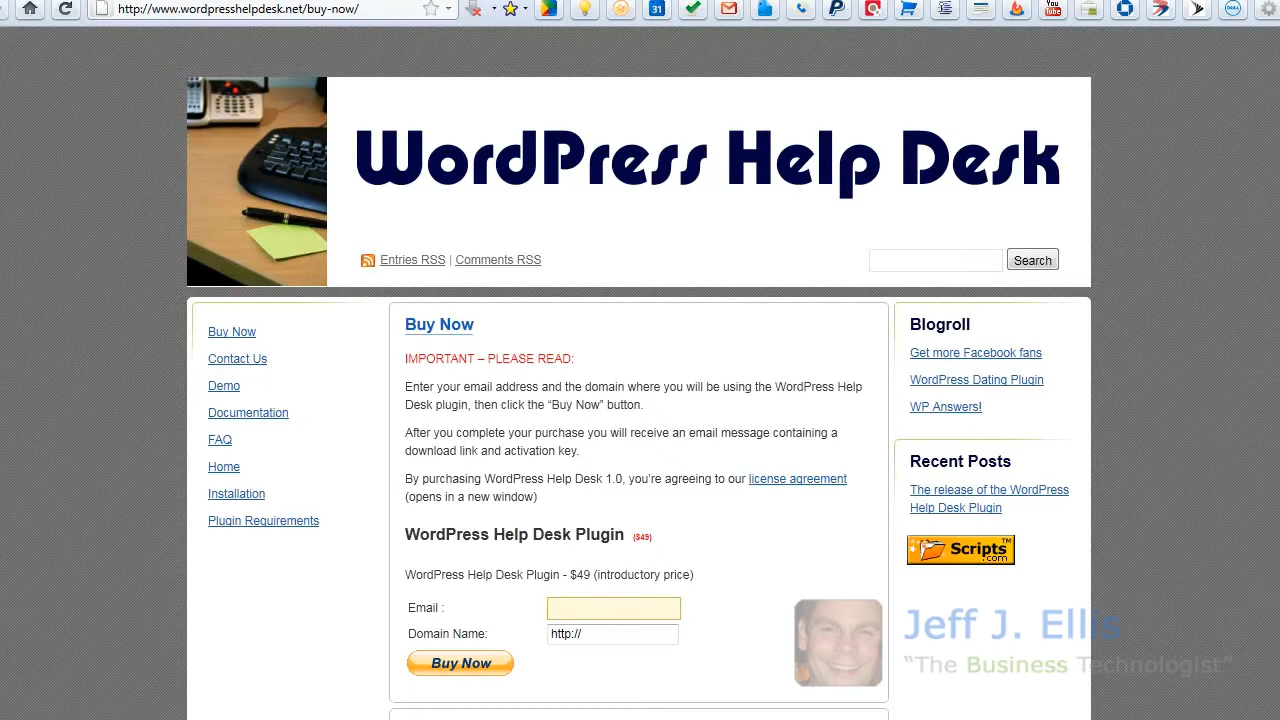 http://www.wordpresshelpdesk.net/buy-now/
31
You
Tube
DELL
WordPress Help Desk
Entries RSS | Comments RSS
Search
Buy Now
Contact Us
Demo
Documentation
FAQ
Home
Installation
Plugin Requirements
Buy Now
IMPORTANT – PLEASE READ:
Enter your email address and the domain where you will be using the WordPress Help
Desk plugin, then click the “Buy Now” button.
After you complete your purchase you will receive an email message containing a
download link and activation key.
By purchasing WordPress Help Desk 1.0, you’re agreeing to our license agreement
(opens in a new window)
WordPress Help Desk Plugin ($49)
WordPress Help Desk Plugin - $49 (introductory price)
Email :
Domain Name: http://
Buy Now
Blogroll
Get more Facebook fans
WordPress Dating Plugin
WP Answers!
Recent Posts
The release of the WordPress
Help Desk Plugin
Scripts™
.com
Jeff J. Ellis
“The Business Technologist”